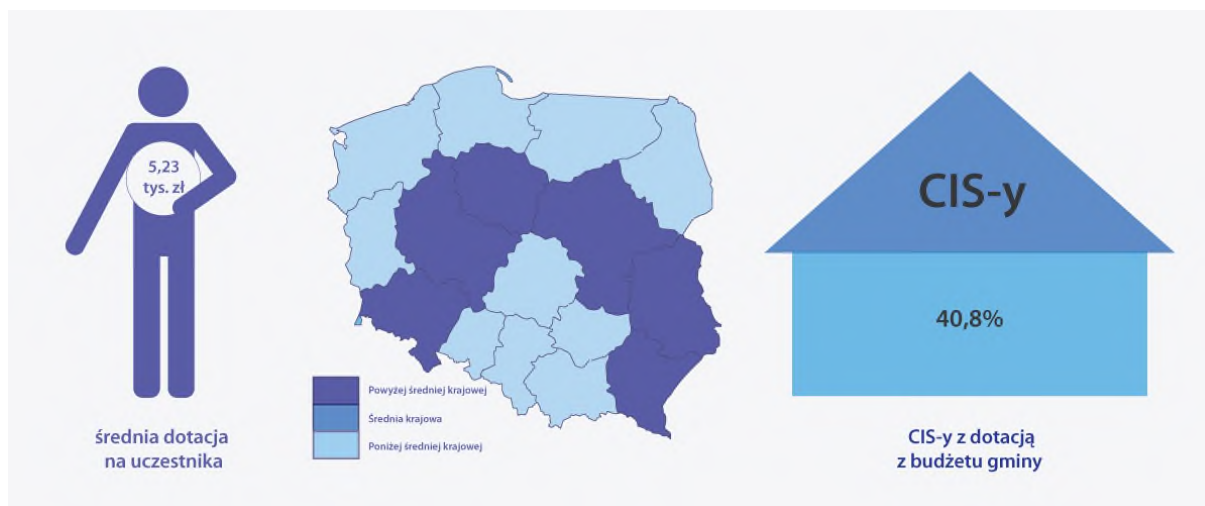 5,23
tys. zł
średnia dotacja
na uczestnika
Powyżej średniej krajowej
Średnia krajowa
Poniżej średniej krajowej
CIS-y
40,8%
CIS-y z dotacją
z budżetu gminy